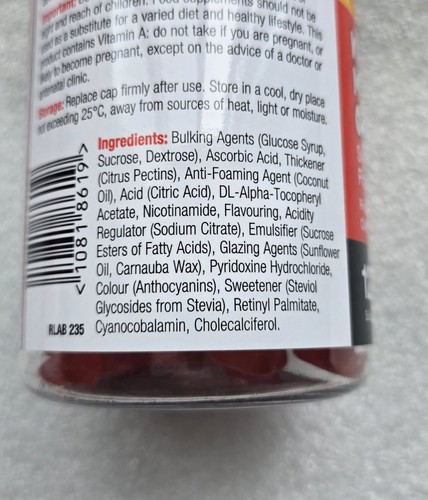 Important:
should not be
reach of children. Food supplements
as a substitute for a varied diet and healthy lifestyle. This
contains Vitamin A: do not take if you are pregnant, or
to become pregnant, except on the advice of a doctor or
clinic.
Storage: Replace cap firmly after use. Store in a cool, dry place
not exceeding 25°C, away from sources of heat, light or moisture.
Ingredients: Bulking Agents (Glucose Syrup,
Sucrose, Dextrose), Ascorbic Acid, Thickener
(Citrus Pectins), Anti-Foaming Agent (Coconut
Oil), Acid (Citric Acid), DL-Alpha-Tocopheryl
Acetate, Nicotinamide, Flavouring, Acidity
Regulator (Sodium Citrate), Emulsifier (Sucrose
Esters of Fatty Acids), Glazing Agents (Sunflower
Oil, Carnauba Wax), Pyridoxine Hydrochloride,
Colour (Anthocyanins), Sweetener (Steviol
Glycosides from Stevia), Retinyl Palmitate,
Cyanocobalamin, Cholecalciferol.
RLAB 235
<110818619>